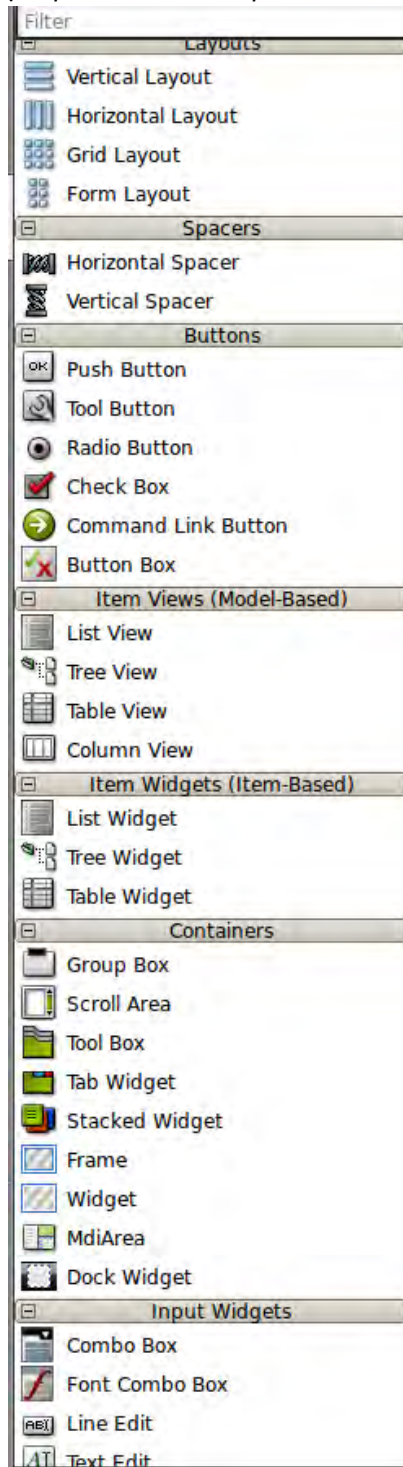 Filter
Layouts
Vertical Layout
Horizontal Layout
Grid Layout
Form Layout
Spacers
Horizontal Spacer
Vertical Spacer
Buttons
OK
Push Button
Tool Button
Radio Button
Check Box
Command Link Button
Button Box
Item Views (Model-Based)
List View
Tree View
Table View
Column View
Item Widgets (Item-Based)
List Widget
Tree Widget
Table Widget
Containers
Group Box
Scroll Area
Tool Box
Tab Widget
Stacked Widget
Frame
Widget
MdiArea
Dock Widget
Input Widgets
Combo Box
Font Combo Box
ABI
Line Edit
AI
Text Edit